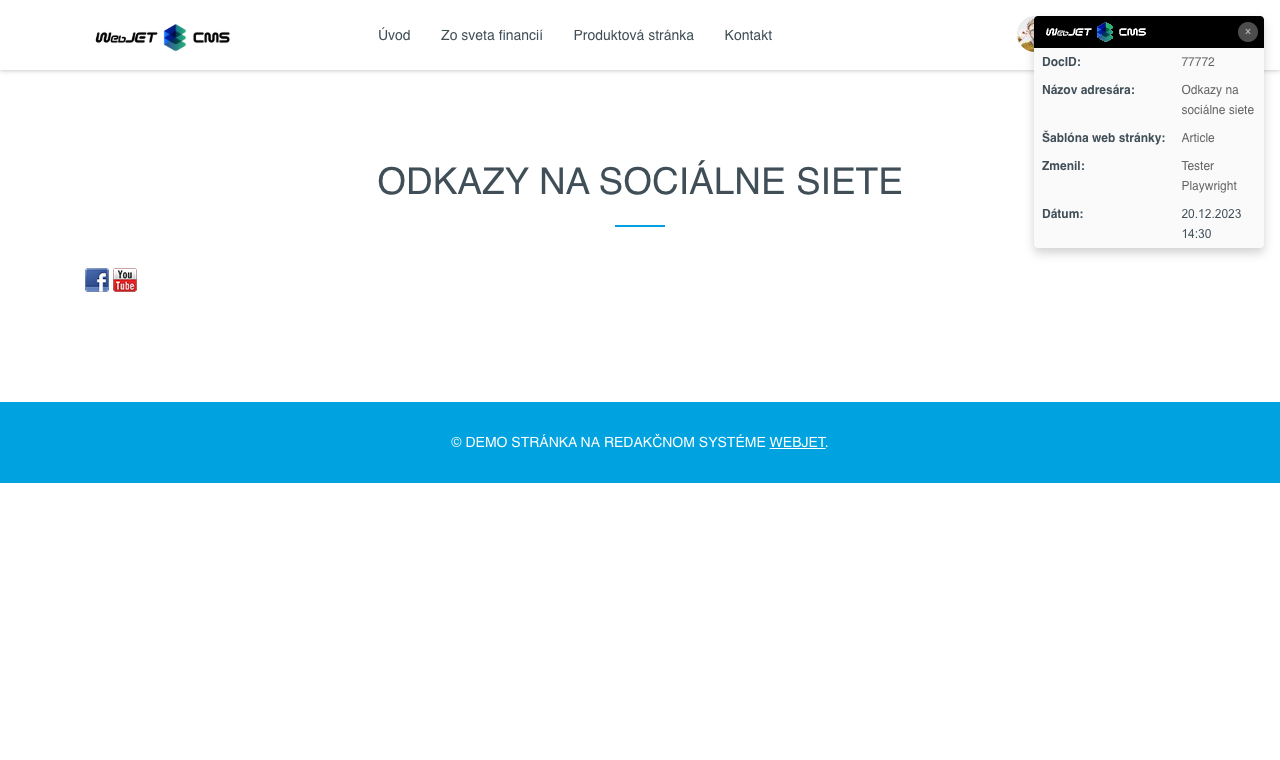 WebJET CMS
Úvod
Zo sveta financií
Produktová stránka
Kontakt
WebJET CMS
×
DocID: 77772
Názov adresára: Odkazy na
sociálne siete
Šablóna web stránky: Article
Zmenil: Tester
Playwright
Dátum: 20.12.2023
14:30
ODKAZY NA SOCIÁLNE SIETE
f
You
Tube
© DEMO STRÁNKA NA REDAKČNOM SYSTÉME WEBJET.